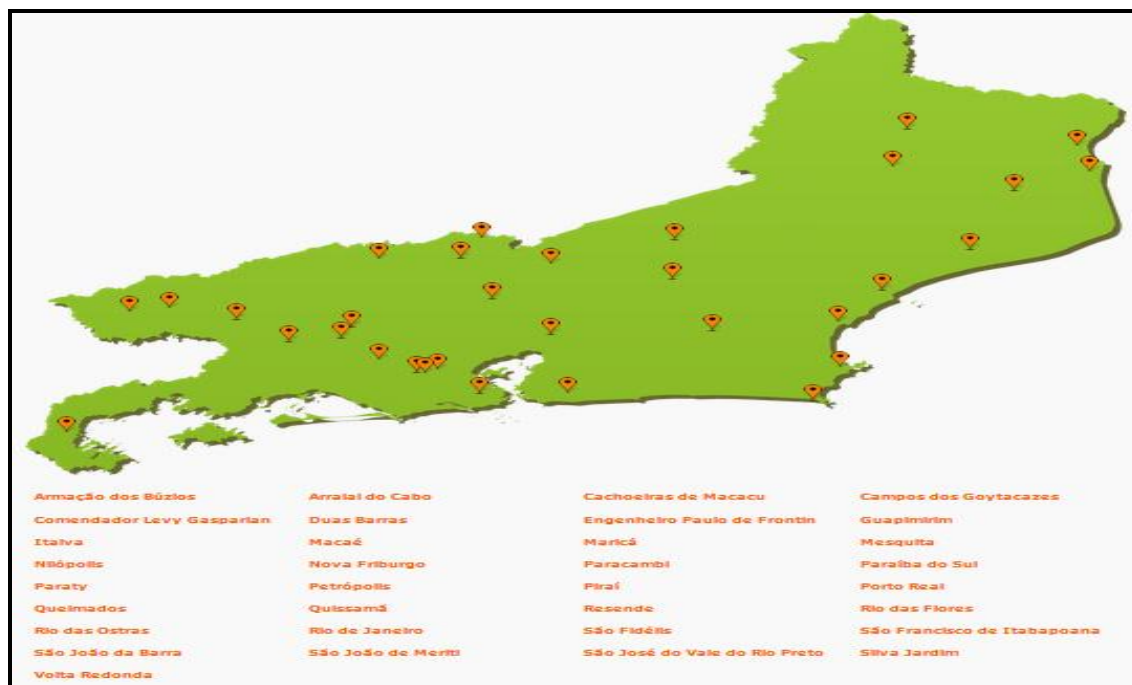 Armação dos Búzios Arraial do Cabo Cachoeiras de Macacu Campos dos Goytacazes
Comendador Levy Gasparian Duas Barras Engenheiro Paulo de Frontin Guapimirim
Italva Macaé Maricá Mesquita
Nilópolis Nova Friburgo Paracambi Paraíba do Sul
Paraty Petrópolis Piraí Porto Real
Queimados Quissamã Resende Rio das Flores
Rio das Ostras Rio de Janeiro São Fidélis São Francisco de Itabapoana
São João da Barra São João de Meriti São José do Vale do Rio Preto Silva Jardim
Volta Redonda